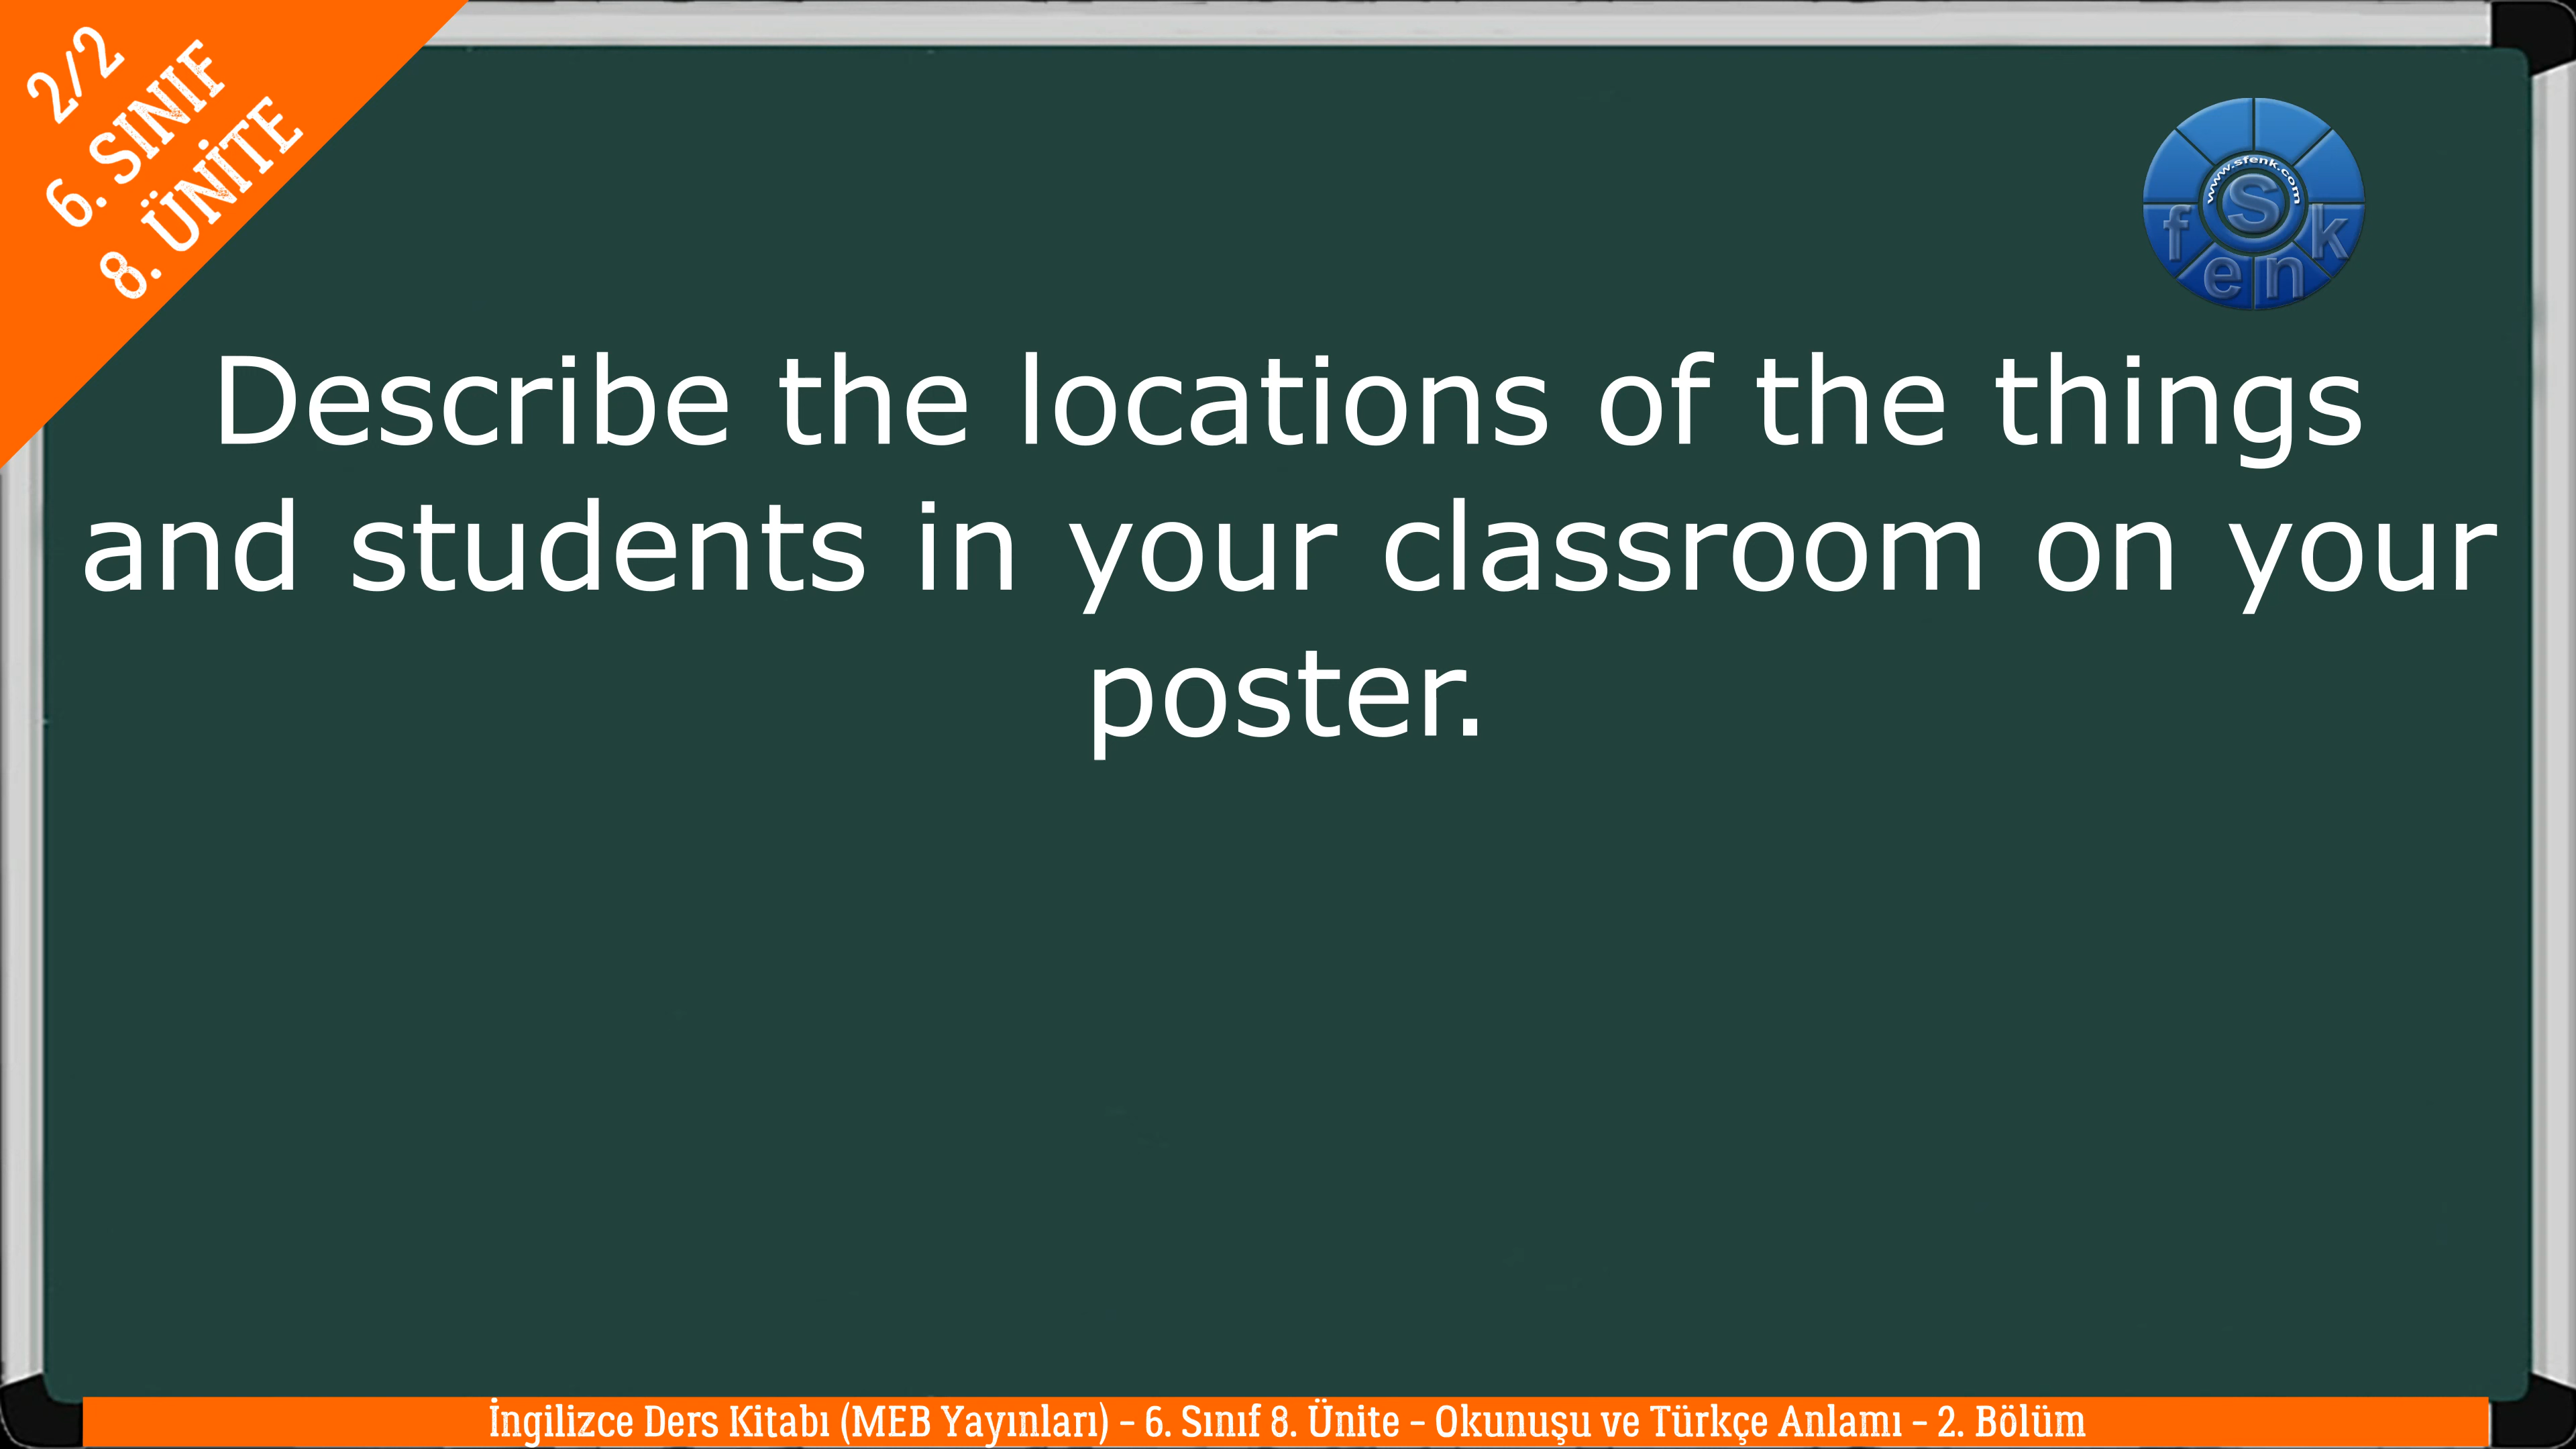 2/2
6. SINIF
8. ÜNİTE
www.sfenk.com
S
f e n k
Describe the locations of the things
and students in your classroom on your
poster.
İngilizce Ders Kitabı (MEB Yayınları) – 6. Sınıf 8. Ünite – Okunuşu ve Türkçe Anlamı – 2. Bölüm